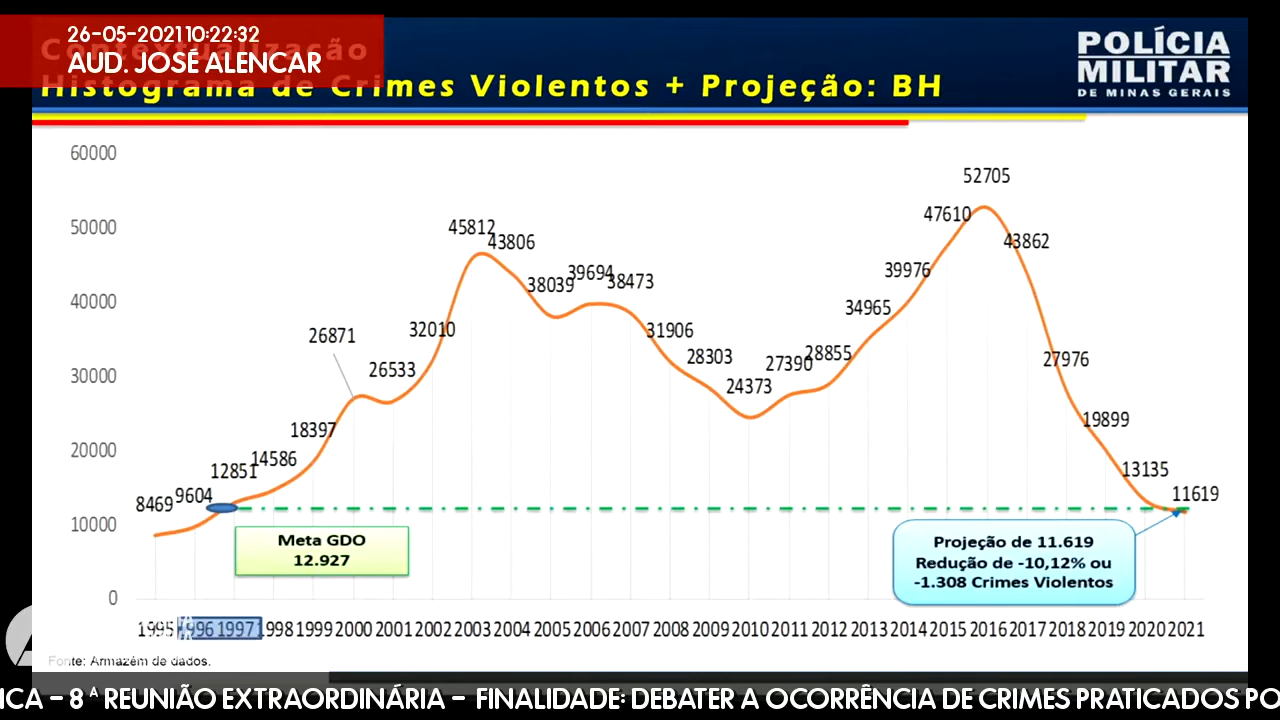 26-05-2021 10:22:32
AUD. JOSÉ ALENCAR
Contextualização
Histograma de Crimes Violentos + Projeção: BH
POLÍCIA
MILITAR
DE MINAS GERAIS
60000
50000
40000
30000
20000
10000
0
8469
9604
12851
14586
18397
26871
26533
32010
45812
43806
38039
39694
38473
31906
28303
24373
27390
28855
34965
39976
47610
52705
43862
27976
19899
13135
11619
Meta GDO
12.927
Projeção de 11.619
Redução de -10,12% ou
-1.308 Crimes Violentos
1995 1996 1997 1998 1999 2000 2001 2002 2003 2004 2005 2006 2007 2008 2009 2010 2011 2012 2013 2014 2015 2016 2017 2018 2019 2020 2021
Fonte: Armazém de dados.
ICA - 8ª REUNIÃO EXTRAORDINÁRIA - FINALIDADE: DEBATER A OCORRÊNCIA DE CRIMES PRATICADOS PO